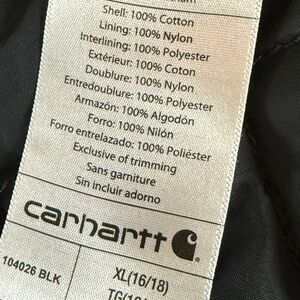 Shell: 100% Cotton
Lining: 100% Nylon
Interlining: 100% Polyester
Extérieur: 100% Coton
Doublure: 100% Nylon
Entredoublure: 100% Polyester
Armazón: 100% Algodón
Forro: 100% Nilón
Forro entrelazado: 100% Poliéster
Exclusive of trimming
Sans garniture
Sin incluir adorno
carhartt
104026 BLK
XL(16/18)